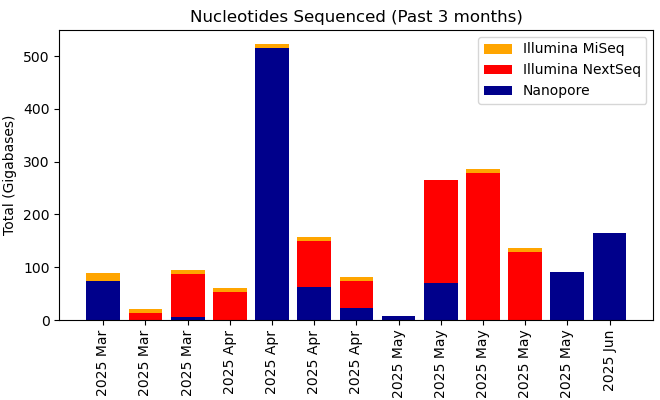 Nucleotides Sequenced (Past 3 months)
Total (Gigabases)
500
400
300
200
100
0
Illumina MiSeq
Illumina NextSeq
Nanopore
2025 Mar
2025 Mar
2025 Mar
2025 Apr
2025 Apr
2025 Apr
2025 Apr
2025 May
2025 May
2025 May
2025 May
2025 May
2025 Jun